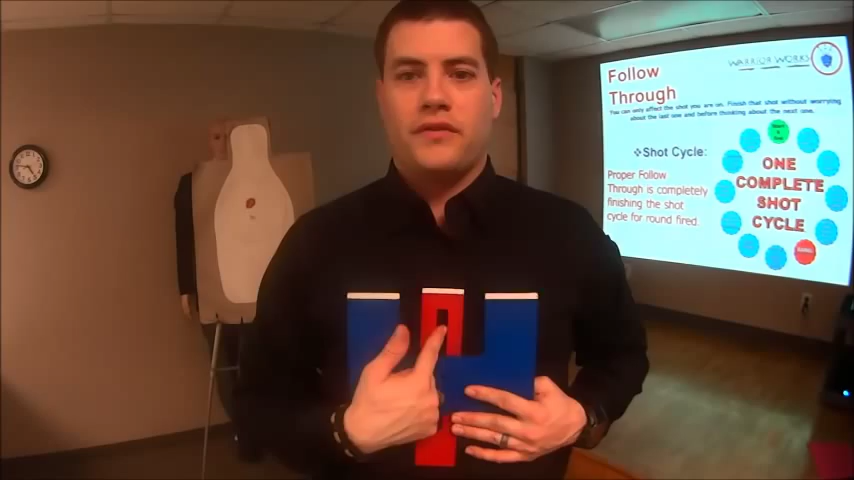 WARRIOR WORKS
Follow
Through
You can only affect the shot you are on. Finish that shot without worrying
about the last one and before thinking about the next one.
❖Shot Cycle:
Proper Follow
Through is completely
finishing the shot
cycle for round fired.
ONE
COMPLETE
SHOT
CYCLE